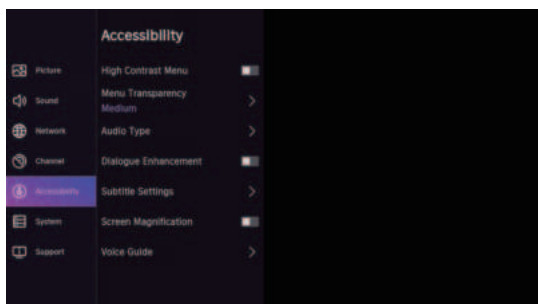 Accessibility
Picture
Sound
Network
Channel
Accessibility
System
Support
High Contrast Menu
Menu Transparency
Medium
Audio Type
Dialogue Enhancement
Subtitle Settings
Screen Magnification
Voice Guide